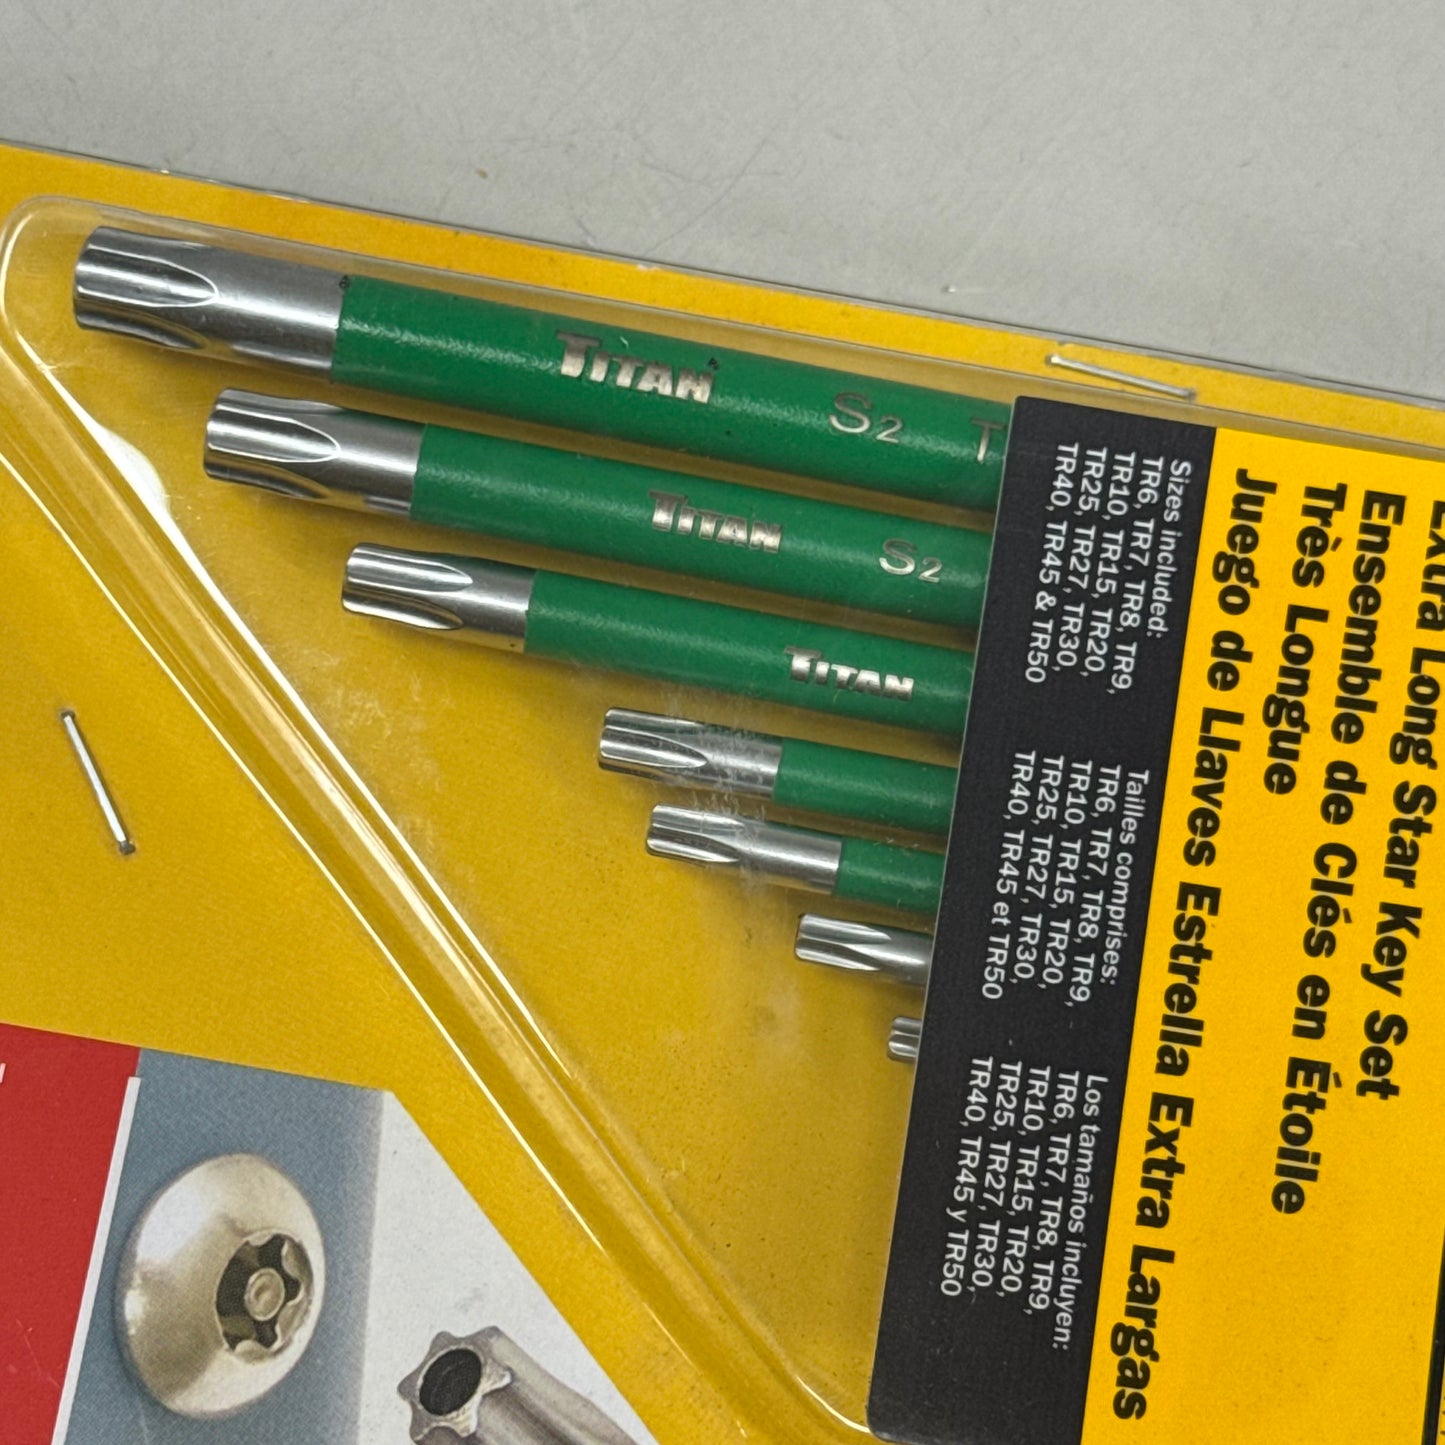 TITAN S2 T
TITAN S2
TITAN
Extra Long Star Key Set
Ensemble de Clés en Étoile
Très Longue
Juego de Llaves Estrella Extra Largas
Sizes included:
TR6, TR7, TR8, TR9,
TR10, TR15, TR20,
TR25, TR27, TR30,
TR40, TR45 & TR50
Tailles comprises:
TR6, TR7, TR8, TR9,
TR10, TR15, TR20,
TR25, TR27, TR30,
TR40, TR45 et TR50
Los tamaños incluyen:
TR6, TR7, TR8, TR9,
TR10, TR15, TR20,
TR25, TR27, TR30,
TR40, TR45 y TR50